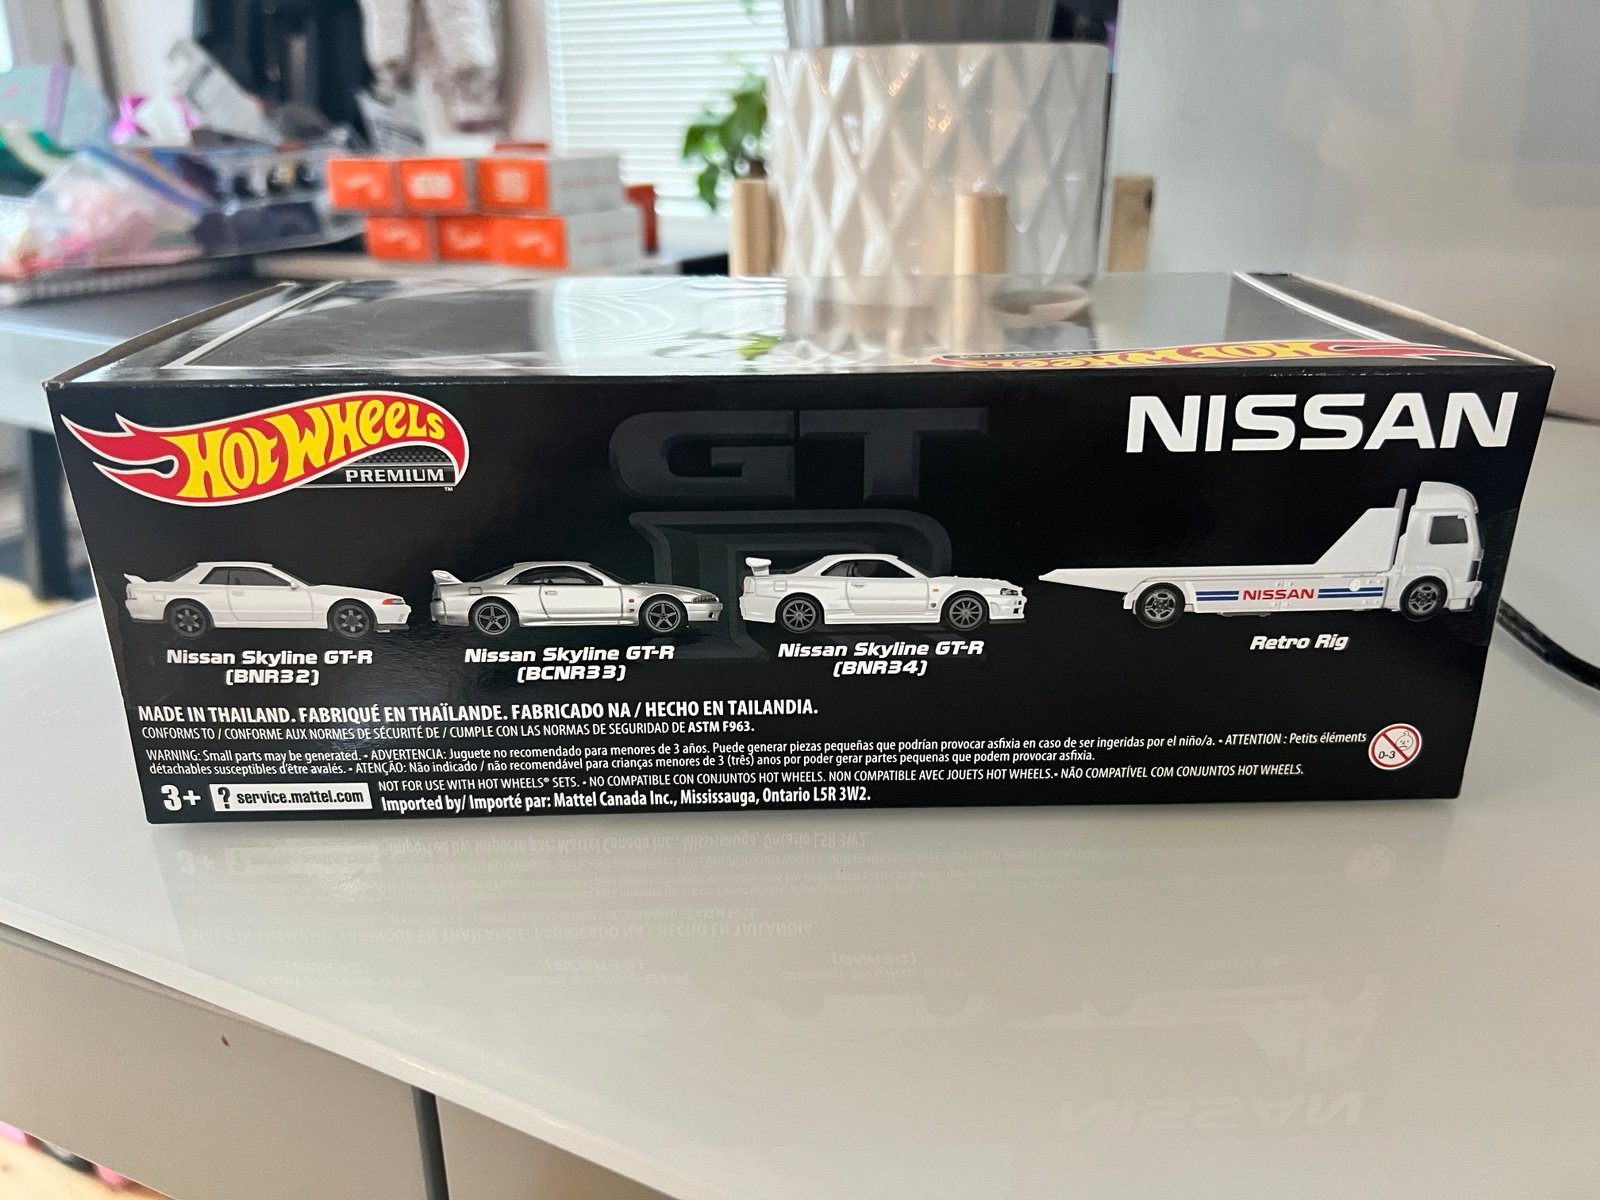 HOT WHEELS
PREMIUM
™
GT
R
NISSAN
NISSAN
Nissan Skyline GT-R
(BNR32)
Nissan Skyline GT-R
(BCNR33)
Nissan Skyline GT-R
(BNR34)
Retro Rig
MADE IN THAILAND. FABRIQUÉ EN THAÏLANDE. FABRICADO NA / HECHO EN TAILANDIA.
CONFORMS TO / CONFORME AUX NORMES DE SÉCURITÉ DE / CUMPLE CON LAS NORMAS DE SEGURIDAD DE ASTM F963.
WARNING: Small parts may be generated. • ADVERTENCIA: Juguete no recomendado para menores de 3 años. Puede generar piezas pequeñas que podrían provocar asfixia en caso de ser ingeridas por el niño/a. • ATTENTION : Petits éléments
détachables susceptibles d'être avalés. • ATENÇÃO: Não indicado / não recomendável para crianças menores de 3 (três) anos por poder gerar partes pequenas que podem provocar asfixia.
0-3
NOT FOR USE WITH HOT WHEELS® SETS. • NO COMPATIBLE CON CONJUNTOS HOT WHEELS. NON COMPATIBLE AVEC JOUETS HOT WHEELS. • NÃO COMPATÍVEL COM CONJUNTOS HOT WHEELS.
3+ ? service.mattel.com
Imported by/ Importé par: Mattel Canada Inc., Mississauga, Ontario L5R 3W2.